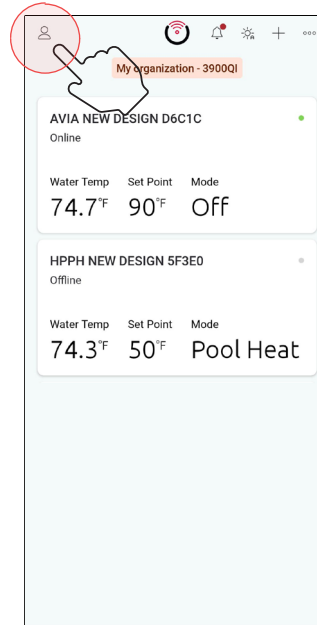 My organization - 3900QI
AVIA NEW DESIGN D6C1C
Online
Water Temp Set Point Mode
74.7°F 90°F Off
HPPH NEW DESIGN 5F3E0
Offline
Water Temp Set Point Mode
74.3°F 50°F Pool Heat